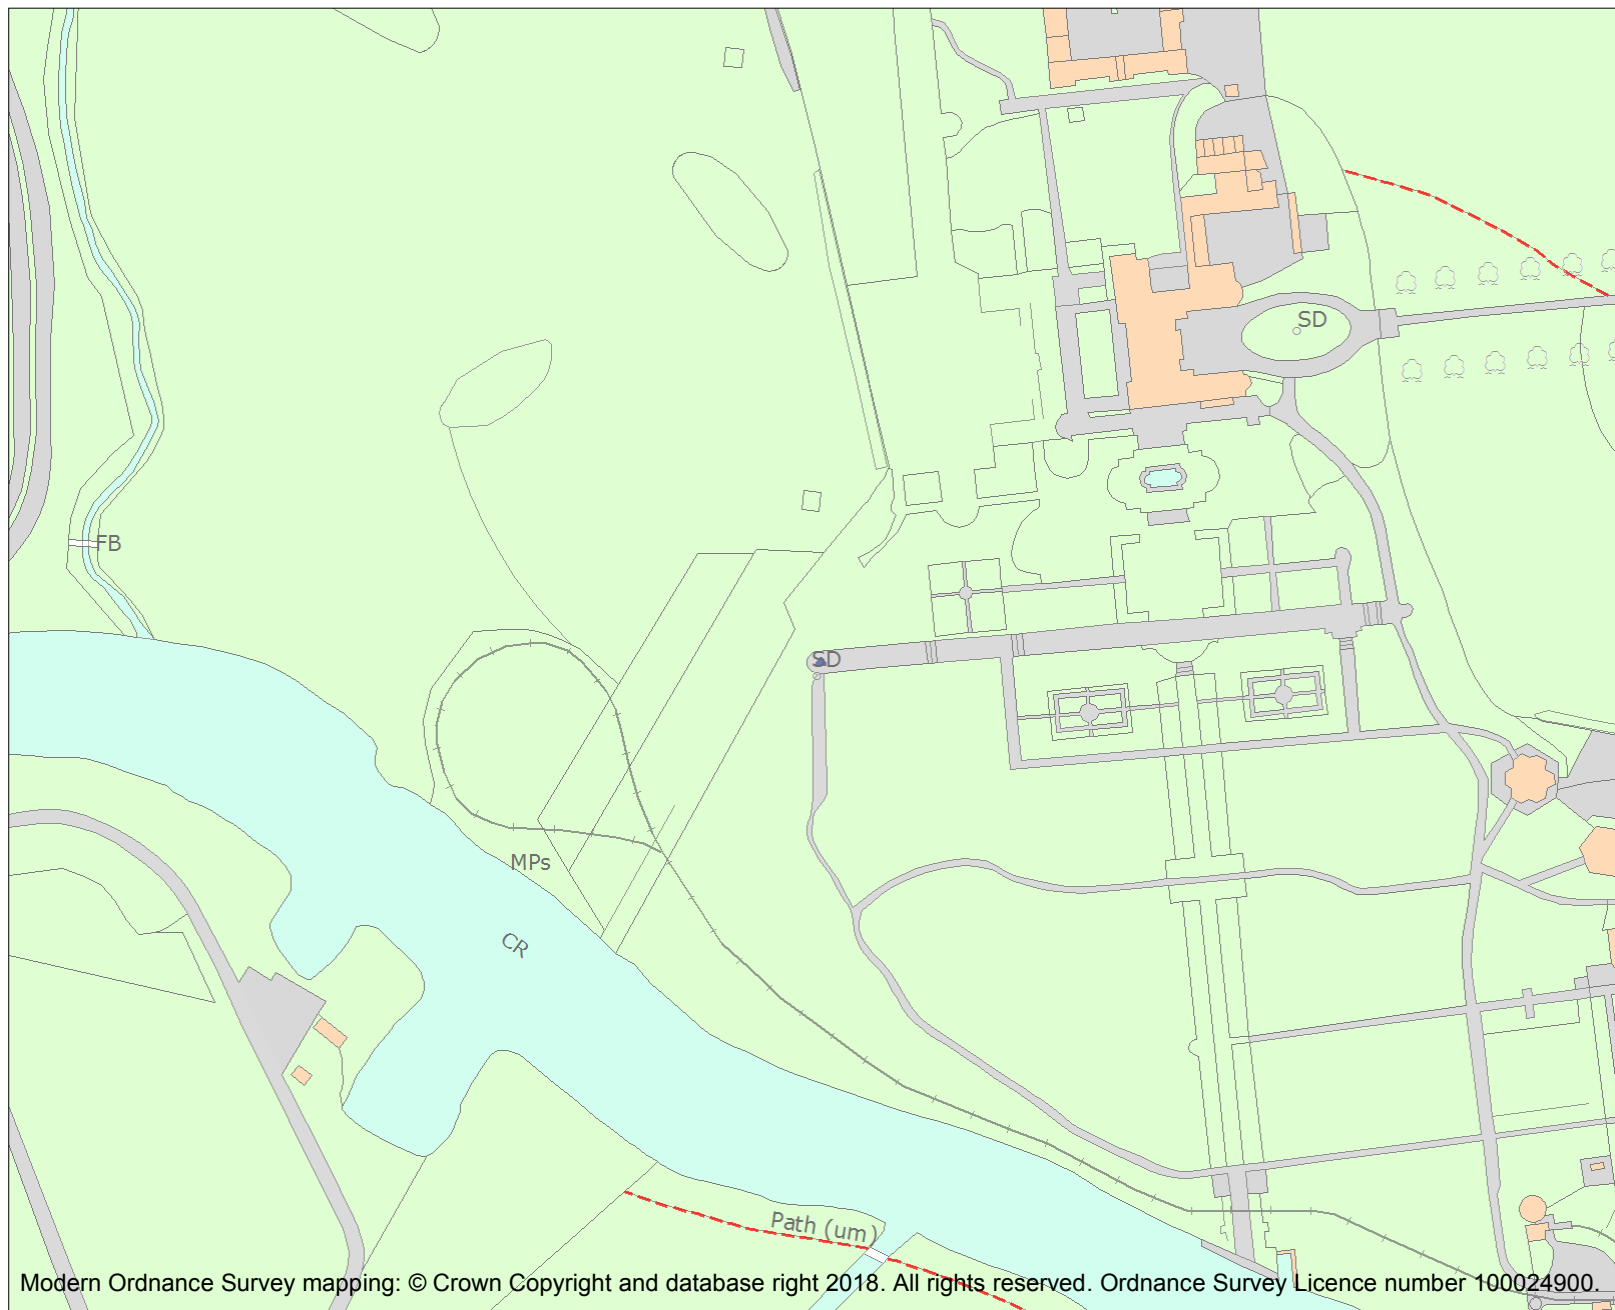 SD
FB
SD
MPs
CR
Path (um)
Modern Ordnance Survey mapping: © Crown Copyright and database right 2018. All rights reserved. Ordnance Survey Licence number 100024900.